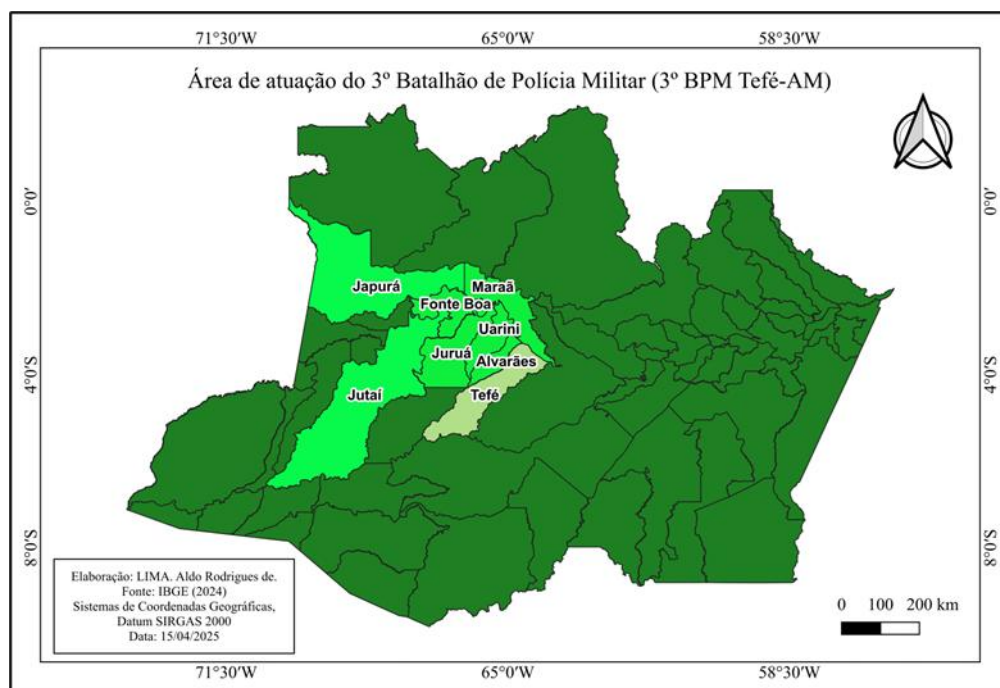 71°30′W 65°0′W 58°30′W
Área de atuação do 3º Batalhão de Polícia Militar (3º BPM Tefé-AM)
0°0′ 0°0′
Japurá Maraã
Fonte Boa
Uarini
Juruá
Alvarães
4°0′S 4°0′S
Jutaí Tefé
8°0′S 8°0′S
Elaboração: LIMA. Aldo Rodrigues de.
Fonte: IBGE (2024)
Sistemas de Coordenadas Geográficas,
Datum SIRGAS 2000
Data: 15/04/2025
0 100 200 km
71°30′W 65°0′W 58°30′W